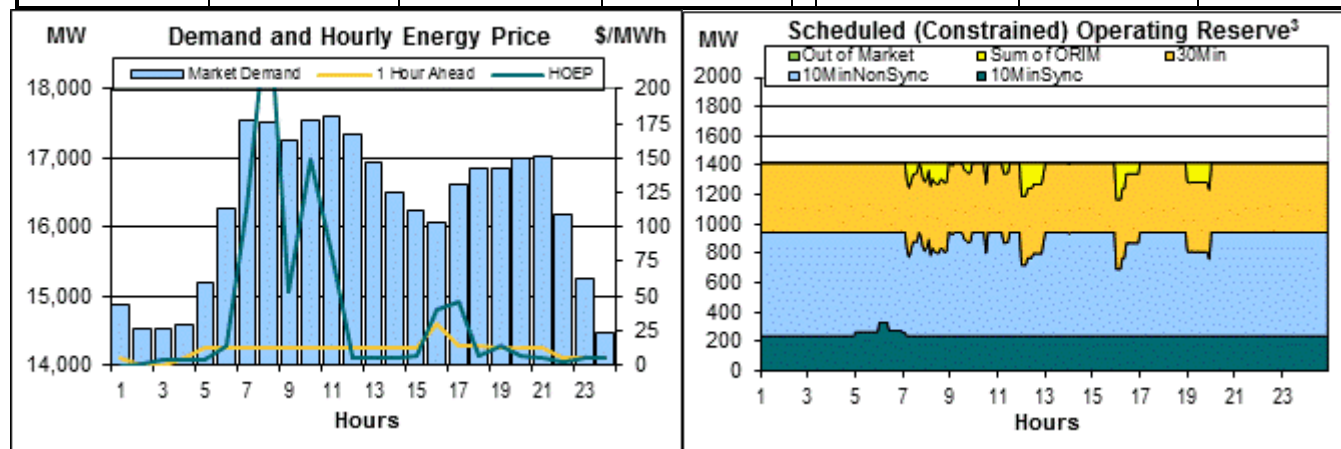 MW Demand and Hourly Energy Price $/MWh
Market Demand 1 Hour Ahead HOEP
18,000
17,000
16,000
15,000
14,000
200
175
150
125
100
75
50
25
0
1 3 5 7 9 11 13 15 17 19 21 23
Hours
Scheduled (Constrained) Operating Reserve³
MW
Out of Market Sum of ORIM 30Min
10MinNonSync 10MinSync
2000
1800
1600
1400
1200
1000
800
600
400
200
0
1 3 5 7 9 11 13 15 17 19 21 23
Hours